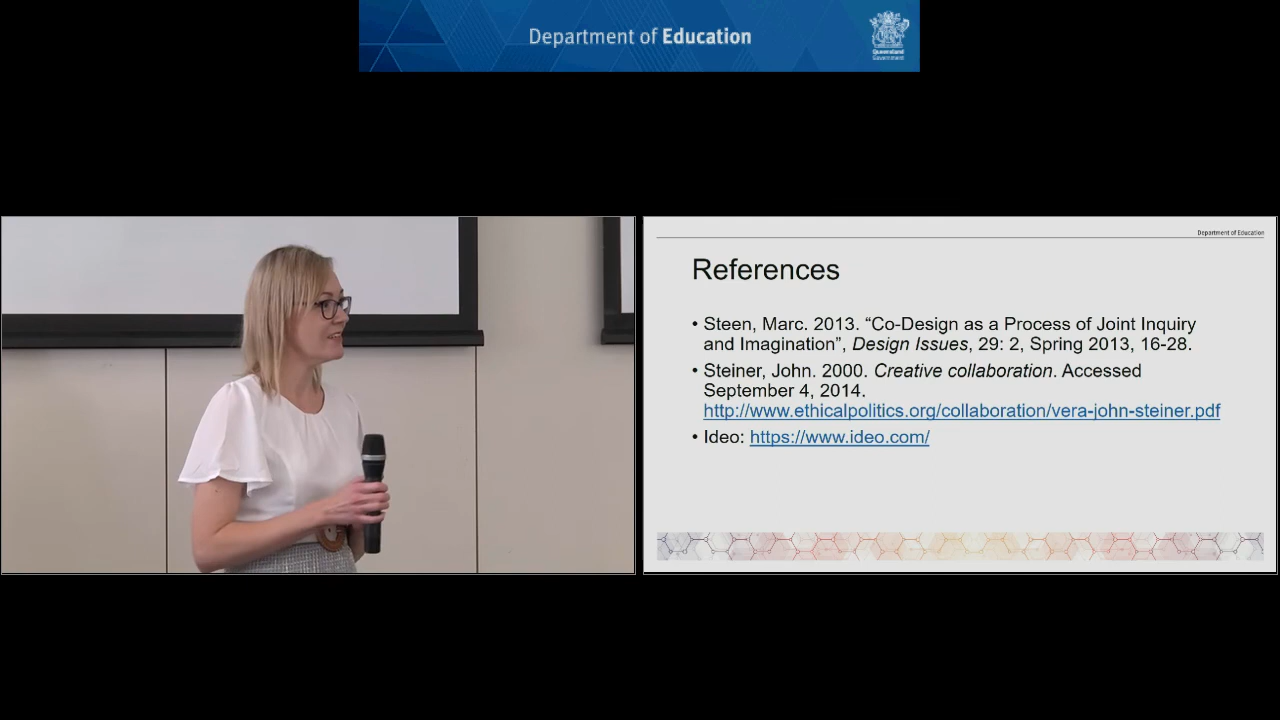 Department of Education
Queensland
Government
Department of Education
References
• Steen, Marc. 2013. “Co-Design as a Process of Joint Inquiry
and Imagination”, Design Issues, 29: 2, Spring 2013, 16-28.
• Steiner, John. 2000. Creative collaboration. Accessed
September 4, 2014.
http://www.ethicalpolitics.org/collaboration/vera-john-steiner.pdf
• Ideo: https://www.ideo.com/